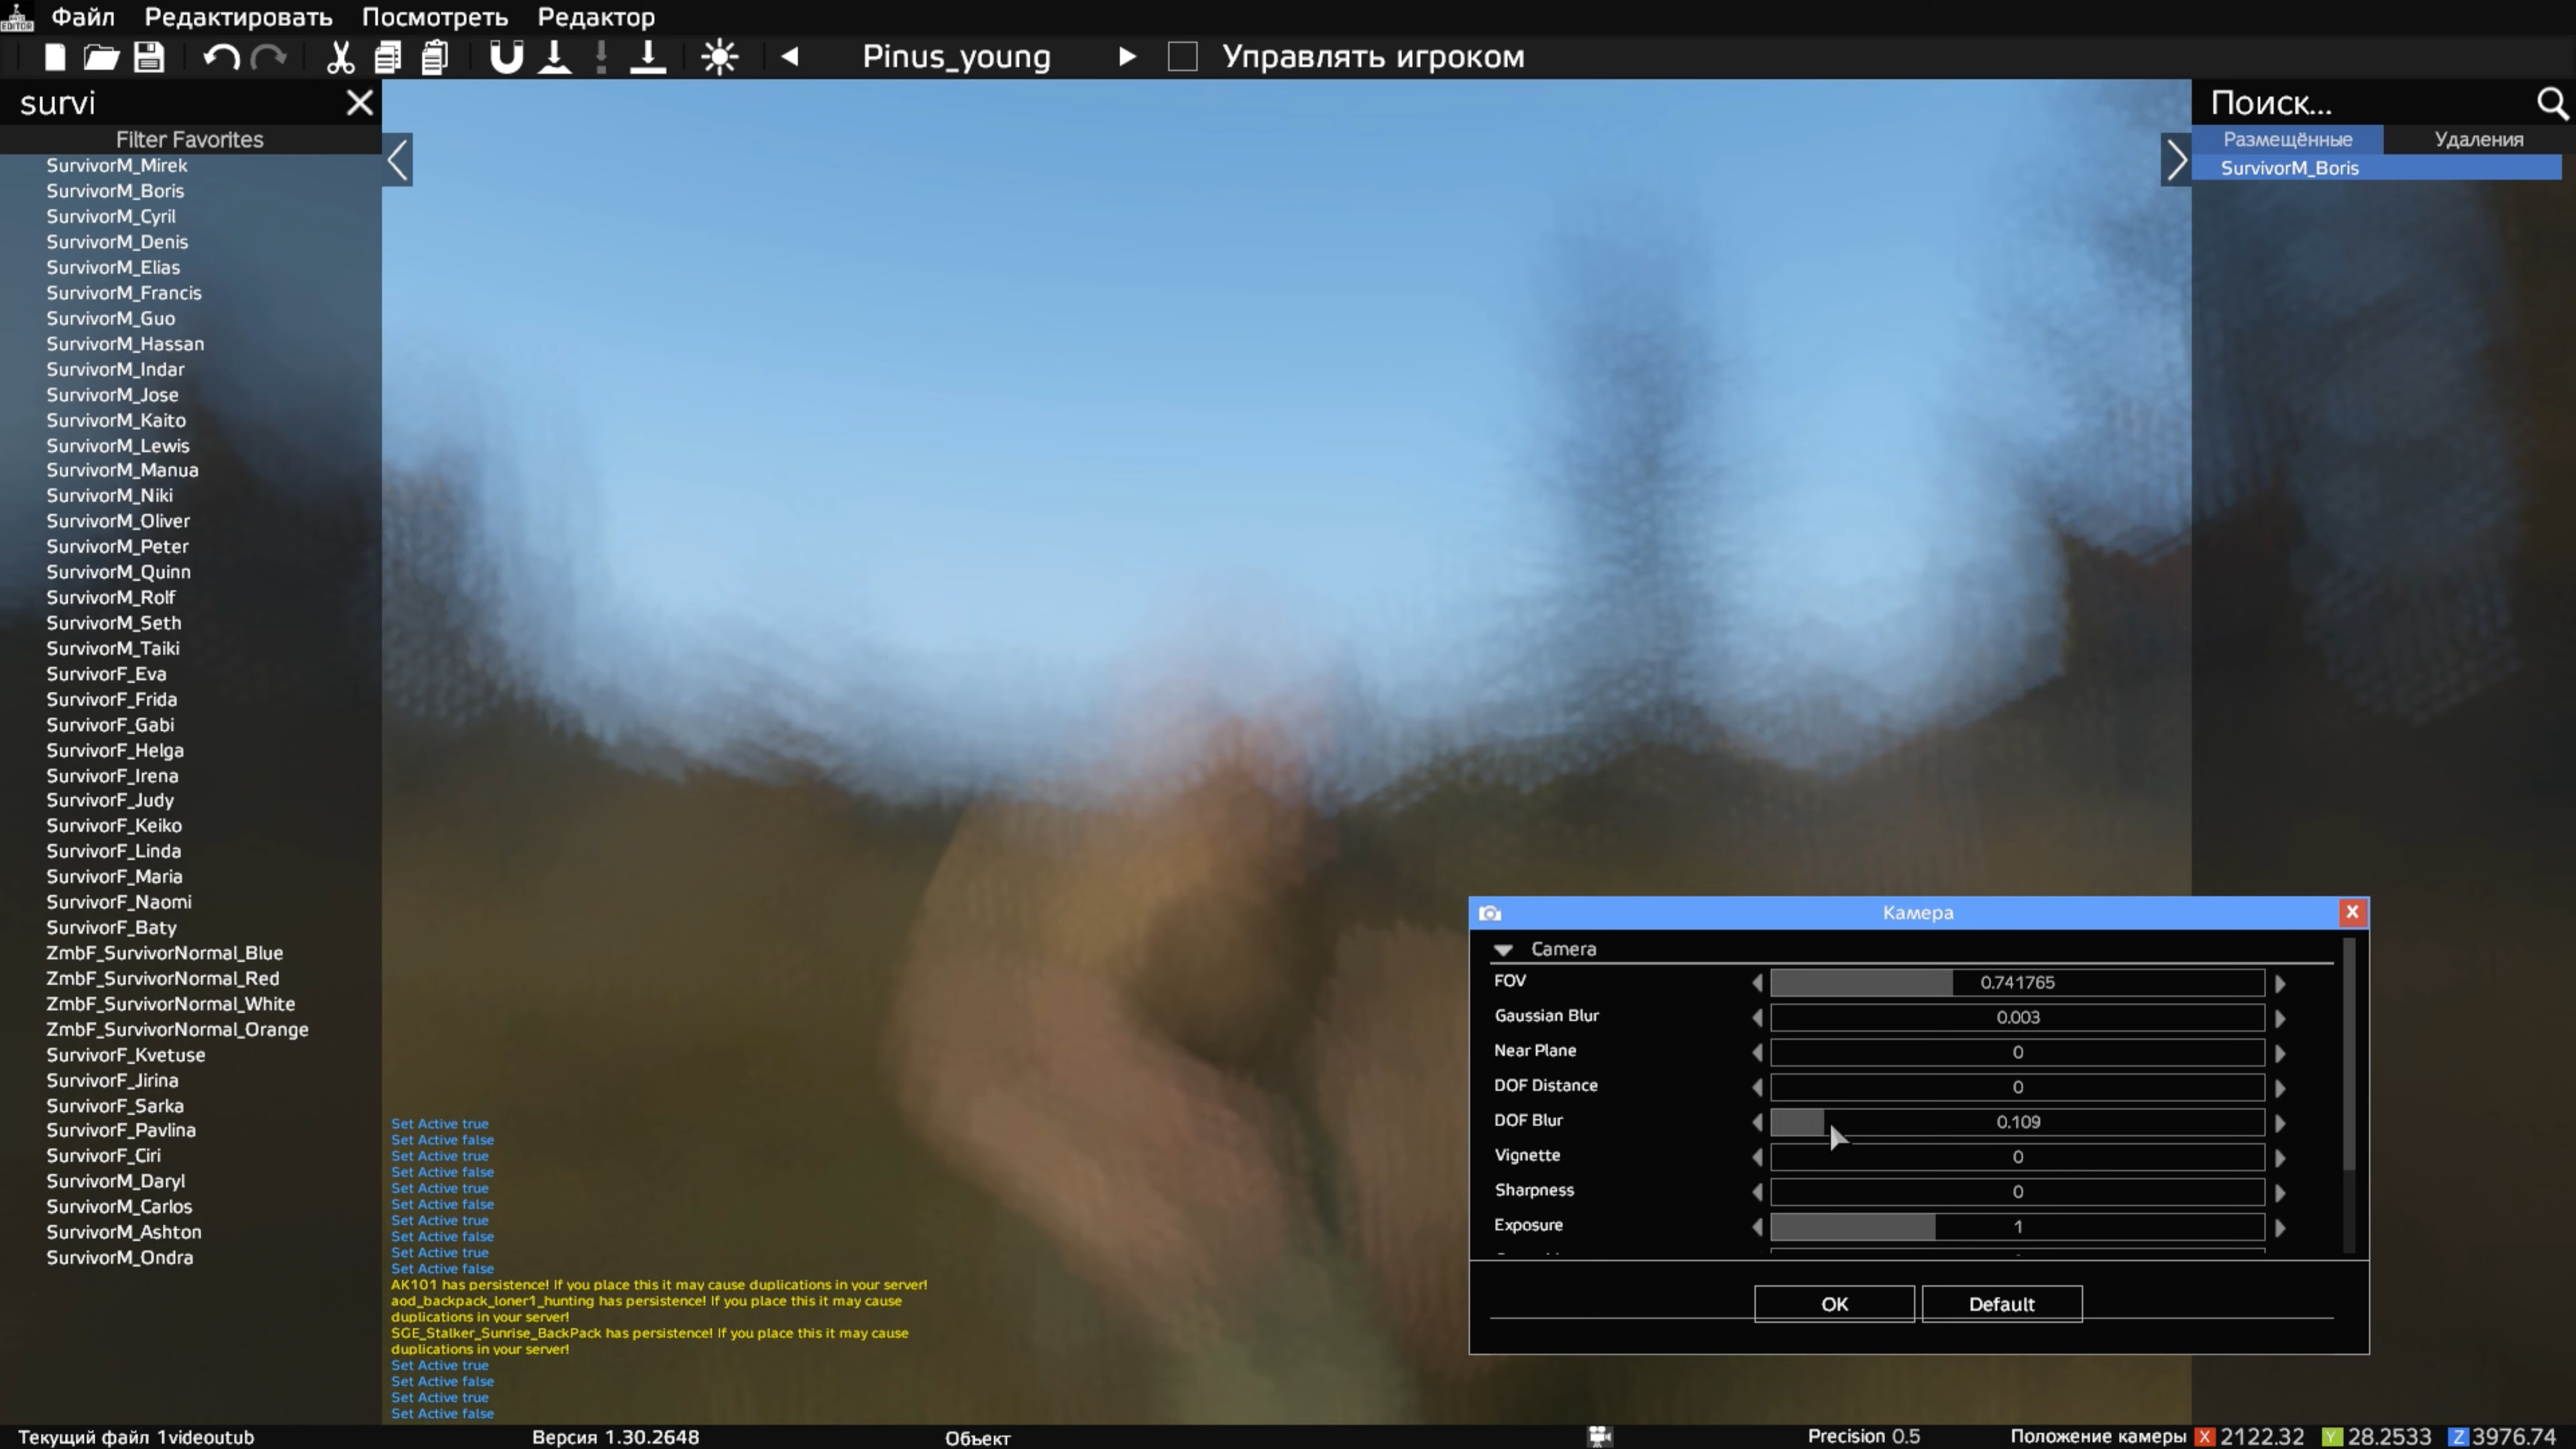 EDITOR
Файл Редактировать Посмотреть Редактор
Pinus_young Управлять игроком
survi
Filter Favorites
SurvivorM_Mirek
SurvivorM_Boris
SurvivorM_Cyril
SurvivorM_Denis
SurvivorM_Elias
SurvivorM_Francis
SurvivorM_Guo
SurvivorM_Hassan
SurvivorM_Indar
SurvivorM_Jose
SurvivorM_Kaito
SurvivorM_Lewis
SurvivorM_Manua
SurvivorM_Niki
SurvivorM_Oliver
SurvivorM_Peter
SurvivorM_Quinn
SurvivorM_Rolf
SurvivorM_Seth
SurvivorM_Taiki
SurvivorF_Eva
SurvivorF_Frida
SurvivorF_Gabi
SurvivorF_Helga
SurvivorF_Irena
SurvivorF_Judy
SurvivorF_Keiko
SurvivorF_Linda
SurvivorF_Maria
SurvivorF_Naomi
SurvivorF_Baty
ZmbF_SurvivorNormal_Blue
ZmbF_SurvivorNormal_Red
ZmbF_SurvivorNormal_White
ZmbF_SurvivorNormal_Orange
SurvivorF_Kvetuse
SurvivorF_Jirina
SurvivorF_Sarka
SurvivorF_Pavlina
SurvivorF_Ciri
SurvivorM_Daryl
SurvivorM_Carlos
SurvivorM_Ashton
SurvivorM_Ondra
Set Active true
Set Active false
Set Active true
Set Active false
Set Active true
Set Active false
Set Active true
Set Active false
Set Active true
Set Active false
AK101 has persistence! If you place this it may cause duplications in your server!
aod_backpack_loner1_hunting has persistence! If you place this it may cause
duplications in your server!
SGE_Stalker_Sunrise_BackPack has persistence! If you place this it may cause
duplications in your server!
Set Active true
Set Active false
Set Active true
Set Active false
Поиск...
Размещённые Удаления
SurvivorM_Boris
Камера
Camera
FOV 0.741765
Gaussian Blur 0.003
Near Plane 0
DOF Distance 0
DOF Blur 0.109
Vignette 0
Sharpness 0
Exposure 1
OK Default
Текущий файл 1videoutub Версия 1.30.2648 Объект Precision 0.5 Положение камеры X 2122.32 Y 28.2533 Z 3976.74